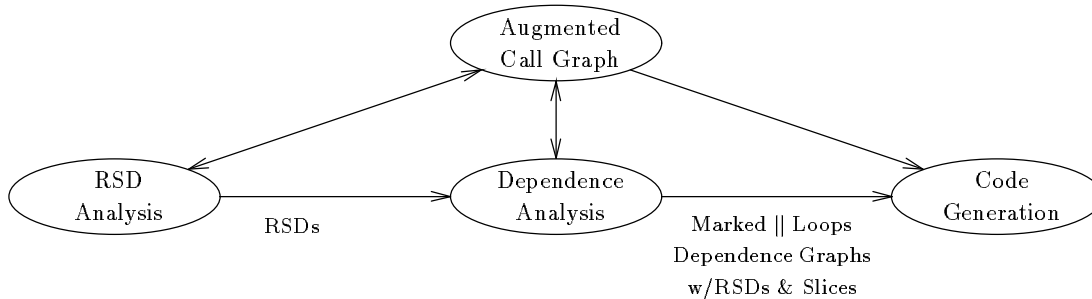 Augmented
Call Graph
RSD
Analysis
RSDs
Dependence
Analysis
Marked || Loops
Dependence Graphs
w/RSDs & Slices
Code
Generation